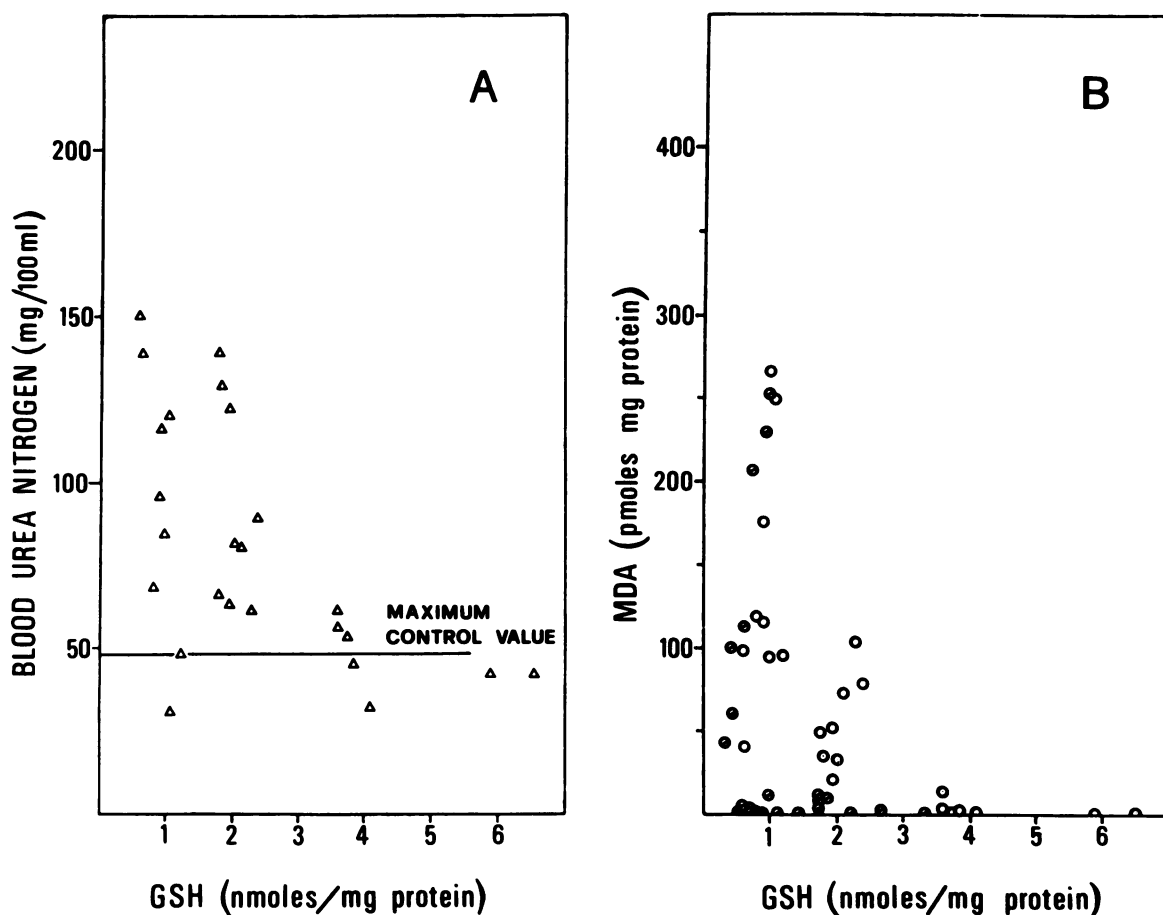 A
200
150
100
50
BLOOD UREA NITROGEN (mg/100ml)
MAXIMUM
CONTROL VALUE
1 2 3 4 5 6
GSH (nmoles/mg protein)
B
400
300
200
100
MDA (pmoles mg protein)
1 2 3 4 5 6
GSH (nmoles/mg protein)